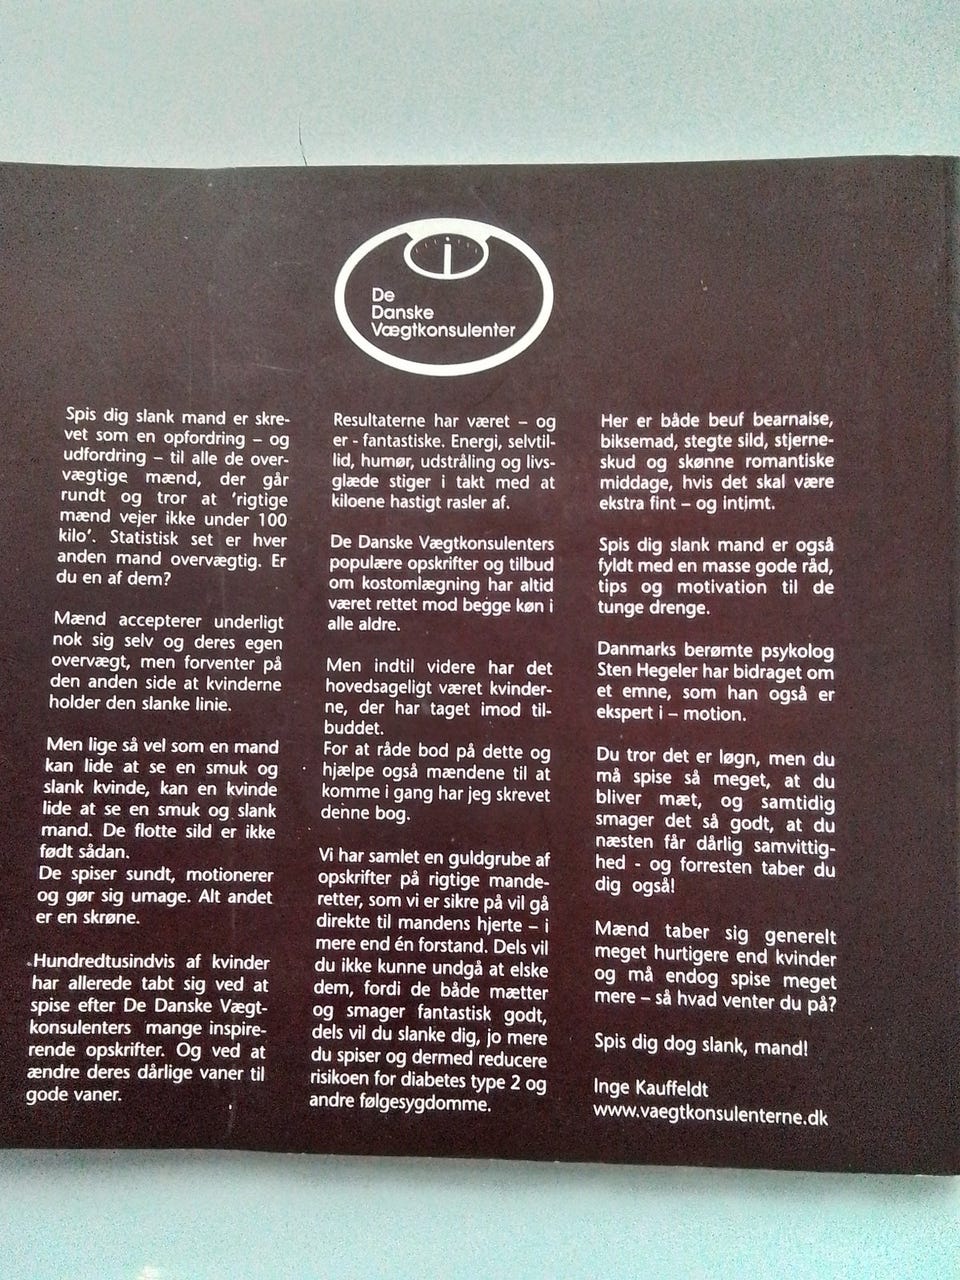 De
Danske
Vægtkonsulenter
Spis dig slank mand er skre-
vet som en opfordring – og
udfordring – til alle de over-
vægtige mænd, der går
rundt og tror at 'rigtige
mænd vejer ikke under 100
kilo'. Statistisk set er hver
anden mand overvægtig. Er
du en af dem?
Mænd accepterer underligt
nok sig selv og deres egen
overvægt, men forventer på
den anden side at kvinderne
holder den slanke linie.
Men lige så vel som en mand
kan lide at se en smuk og
slank kvinde, kan en kvinde
lide at se en smuk og slank
mand. De flotte sild er ikke
født sådan.
De spiser sundt, motionerer
og gør sig umage. Alt andet
er en skrøne.
Hundredtusindvis af kvinder
har allerede tabt sig ved at
spise efter De Danske Vægt-
konsulenters mange inspire-
rende opskrifter. Og ved at
ændre deres dårlige vaner til
gode vaner.
Resultaterne har været – og
er - fantastiske. Energi, selvtil-
lid, humør, udstråling og livs-
glæde stiger i takt med at
kiloene hastigt rasler af.
De Danske Vægtkonsulenters
populære opskrifter og tilbud
om kostomlægning har altid
været rettet mod begge køn i
alle aldre.
Men indtil videre har det
hovedsageligt været kvinder-
ne, der har taget imod til-
buddet.
For at råde bod på dette og
hjælpe også mændene til at
komme i gang har jeg skrevet
denne bog.
Vi har samlet en guldgrube af
opskrifter på rigtige mande-
retter, som vi er sikre på vil gå
direkte til mandens hjerte – i
mere end én forstand. Dels vil
du ikke kunne undgå at elske
dem, fordi de både mætter
og smager fantastisk godt,
dels vil du slanke dig, jo mere
du spiser og dermed reducere
risikoen for diabetes type 2 og
andre følgesygdomme.
Her er både beuf bearnaise,
biksemad, stegte sild, stjerne-
skud og skønne romantiske
middage, hvis det skal være
ekstra fint – og intimt.
Spis dig slank mand er også
fyldt med en masse gode råd,
tips og motivation til de
tunge drenge.
Danmarks berømte psykolog
Sten Hegeler har bidraget om
et emne, som han også er
ekspert i – motion.
Du tror det er løgn, men du
må spise så meget, at du
bliver mæt, og samtidig
smager det så godt, at du
næsten får dårlig samvittig-
hed - og forresten taber du
dig også!
Mænd taber sig generelt
meget hurtigere end kvinder
og må endog spise meget
mere – så hvad venter du på?
Spis dig dog slank, mand!
Inge Kauffeldt
www.vaegtkonsulenterne.dk